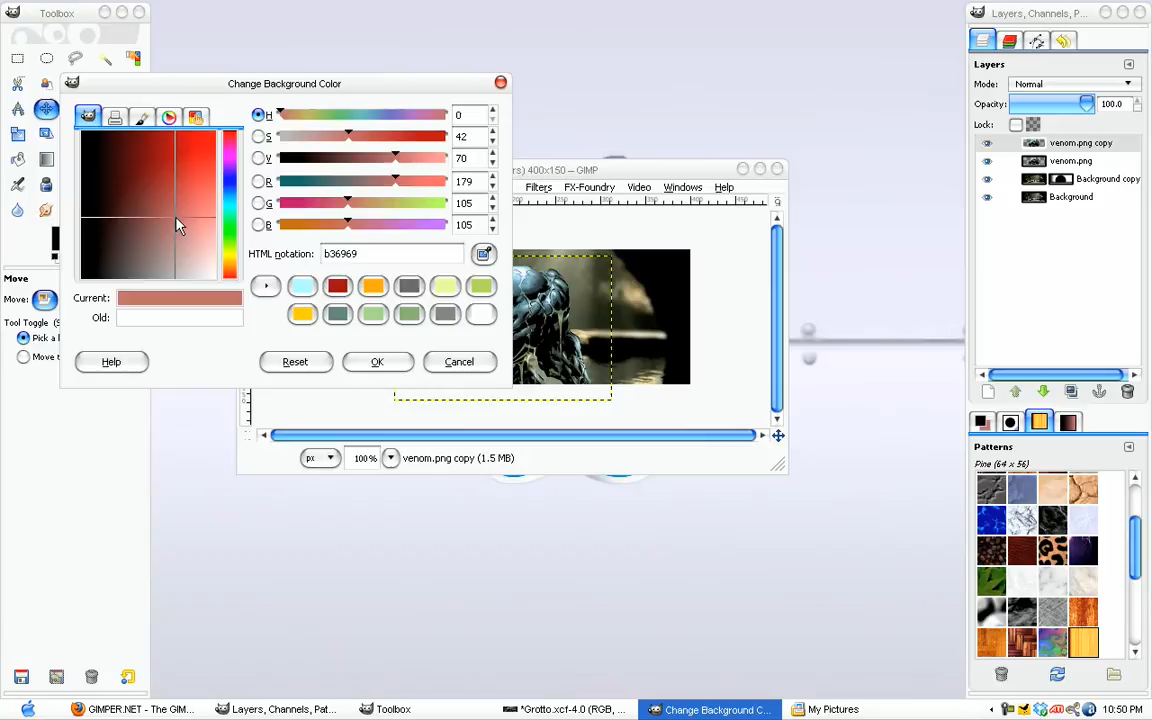 Toolbox
Layers, Channels, P...
Change Background Color
H 0
S 42
V 70
R 179
G 105
B 105
HTML notation: b36969
Current:
Old:
Help
Reset
OK
Cancel
Move
Move:
Tool Toggle
Pick a l
Move t
rs) 400x150 – GIMP
Filters FX-Foundry Video Windows Help
px 100% venom.png copy (1.5 MB)
Layers
Mode: Normal
Opacity: 100.0
Lock:
venom.png copy
venom.png
Background copy
Background
Patterns
Pine (64 x 56)
GIMPER.NET - The GIM...
Layers, Channels, Pat...
Toolbox
*Grotto.xcf-4.0 (RGB, ...
Change Background C...
My Pictures
10:50 PM